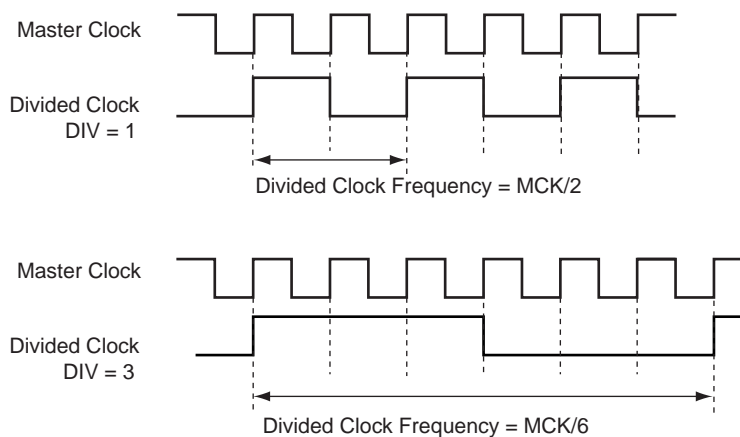 Master Clock
Divided Clock
DIV = 1
Divided Clock Frequency = MCK/2
Master Clock
Divided Clock
DIV = 3
Divided Clock Frequency = MCK/6